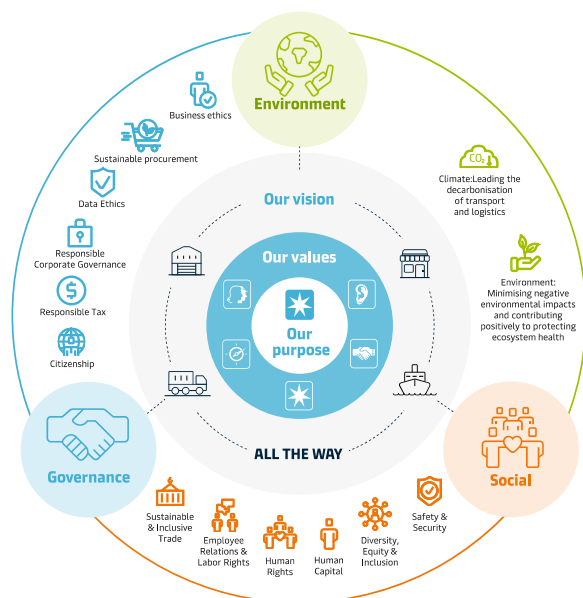 Environment
Business ethics
Sustainable procurement
Data Ethics
Responsible
Corporate Governance
Responsible Tax
Citizenship
Governance
CO₂
Climate:Leading the
decarbonisation
of transport
and logistics
Environment:
Minimising negative
environmental impacts
and contributing
positively to protecting
ecosystem health
Our vision
Our values
Our
purpose
ALL THE WAY
Social
Sustainable
& Inclusive
Trade
Employee
Relations &
Labor Rights
Human
Rights
Human
Capital
Diversity,
Equity &
Inclusion
Safety &
Security